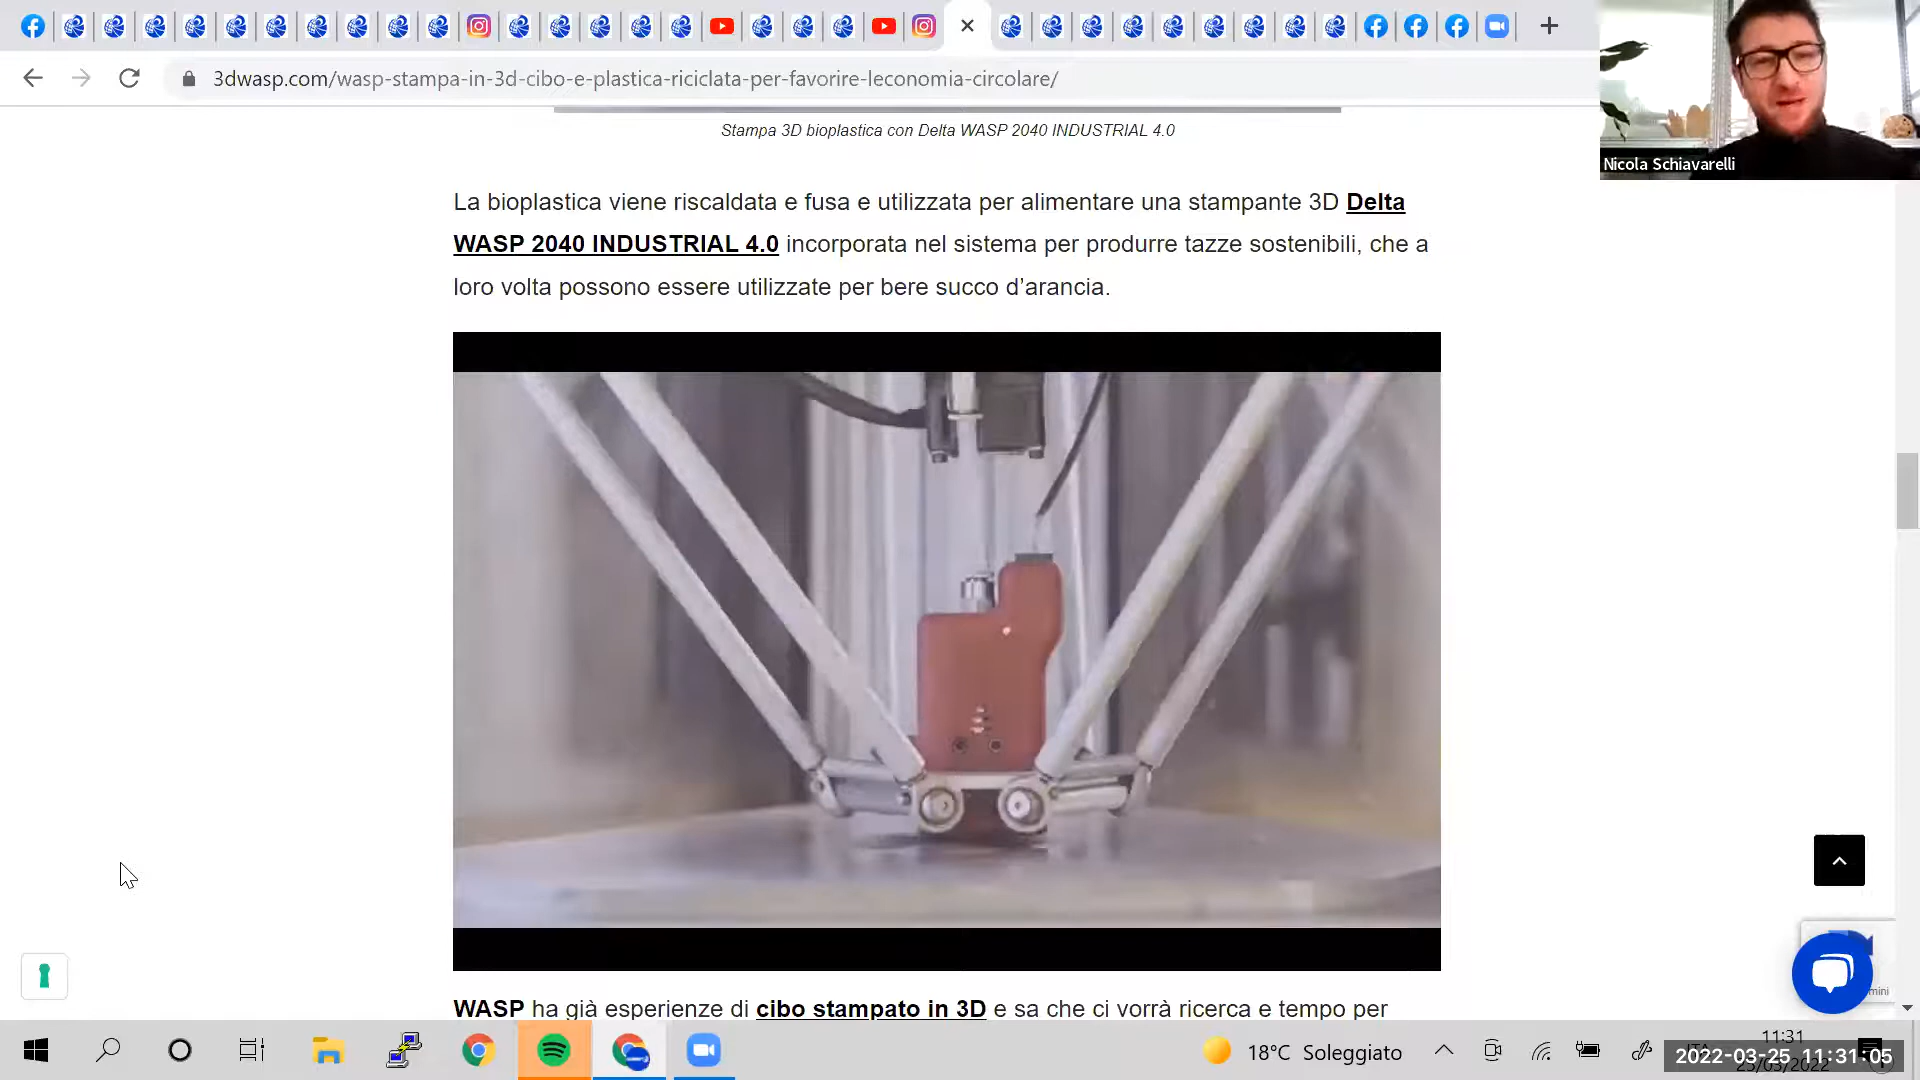 3dwasp.com/wasp-stampa-in-3d-cibo-e-plastica-riciclata-per-favorire-leconomia-circolare/
Nicola Schiavarelli
Stampa 3D bioplastica con Delta WASP 2040 INDUSTRIAL 4.0
La bioplastica viene riscaldata e fusa e utilizzata per alimentare una stampante 3D Delta
WASP 2040 INDUSTRIAL 4.0 incorporata nel sistema per produrre tazze sostenibili, che a
loro volta possono essere utilizzate per bere succo d’arancia.
WASP ha già esperienze di cibo stampato in 3D e sa che ci vorrà ricerca e tempo per
mini
18°C Soleggiato
11:31
2022-03-25 11:31:05